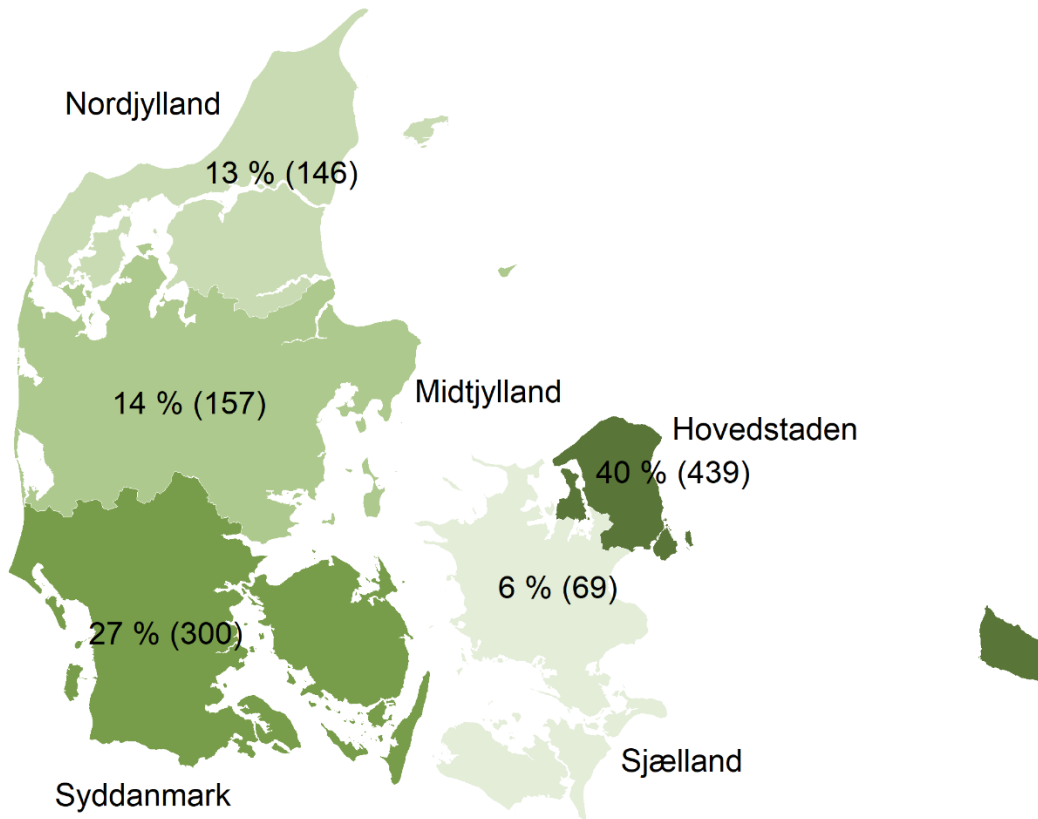 Nordjylland
13 % (146)
Midtjylland
14 % (157)
Hovedstaden
40 % (439)
6 % (69)
27 % (300)
Sjælland
Syddanmark